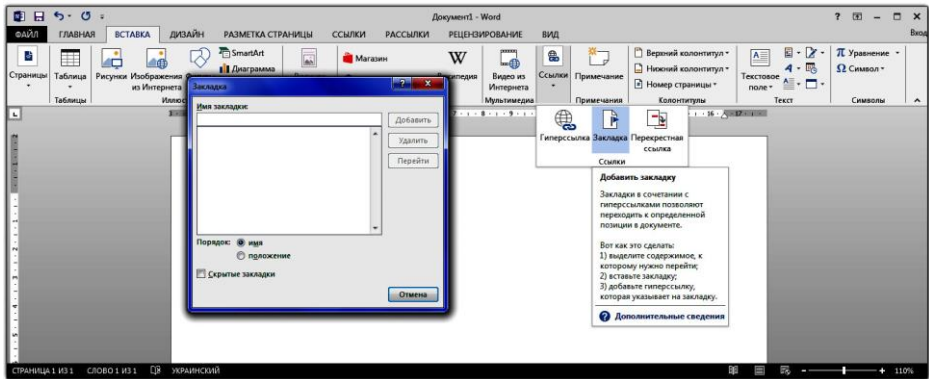 Документ1 - Word
ФАЙЛ ГЛАВНАЯ ВСТАВКА ДИЗАЙН РАЗМЕТКА СТРАНИЦЫ ССЫЛКИ РАССЫЛКИ РЕЦЕНЗИРОВАНИЕ ВИД Вход
Страницы
Таблица
Таблицы
Рисунки
Изображения из Интернета
SmartArt
Диаграмма
Магазин
Видео из Интернета
Мультимедиа
Ссылки
Примечание
Примечания
Верхний колонтитул
Нижний колонтитул
Номер страницы
Колонтитулы
Текстовое поле
Текст
π Уравнение
Ω Символ
Символы
Закладка
Имя закладки:
Добавить
Удалить
Перейти
Порядок: имя
положение
Скрытые закладки
Отмена
Гиперссылка Закладка Перекрестная
ссылка
Ссылки
Добавить закладку
Закладки в сочетании с
гиперссылками позволяют
переходить к определенной
позиции в документе.
Вот как это сделать:
1) выделите содержимое, к
которому нужно перейти;
2) вставьте закладку;
3) добавьте гиперссылку,
которая указывает на закладку.
Дополнительные сведения
СТРАНИЦА 1 ИЗ 1 СЛОВО 1 ИЗ 1 УКРАИНСКИЙ 110%